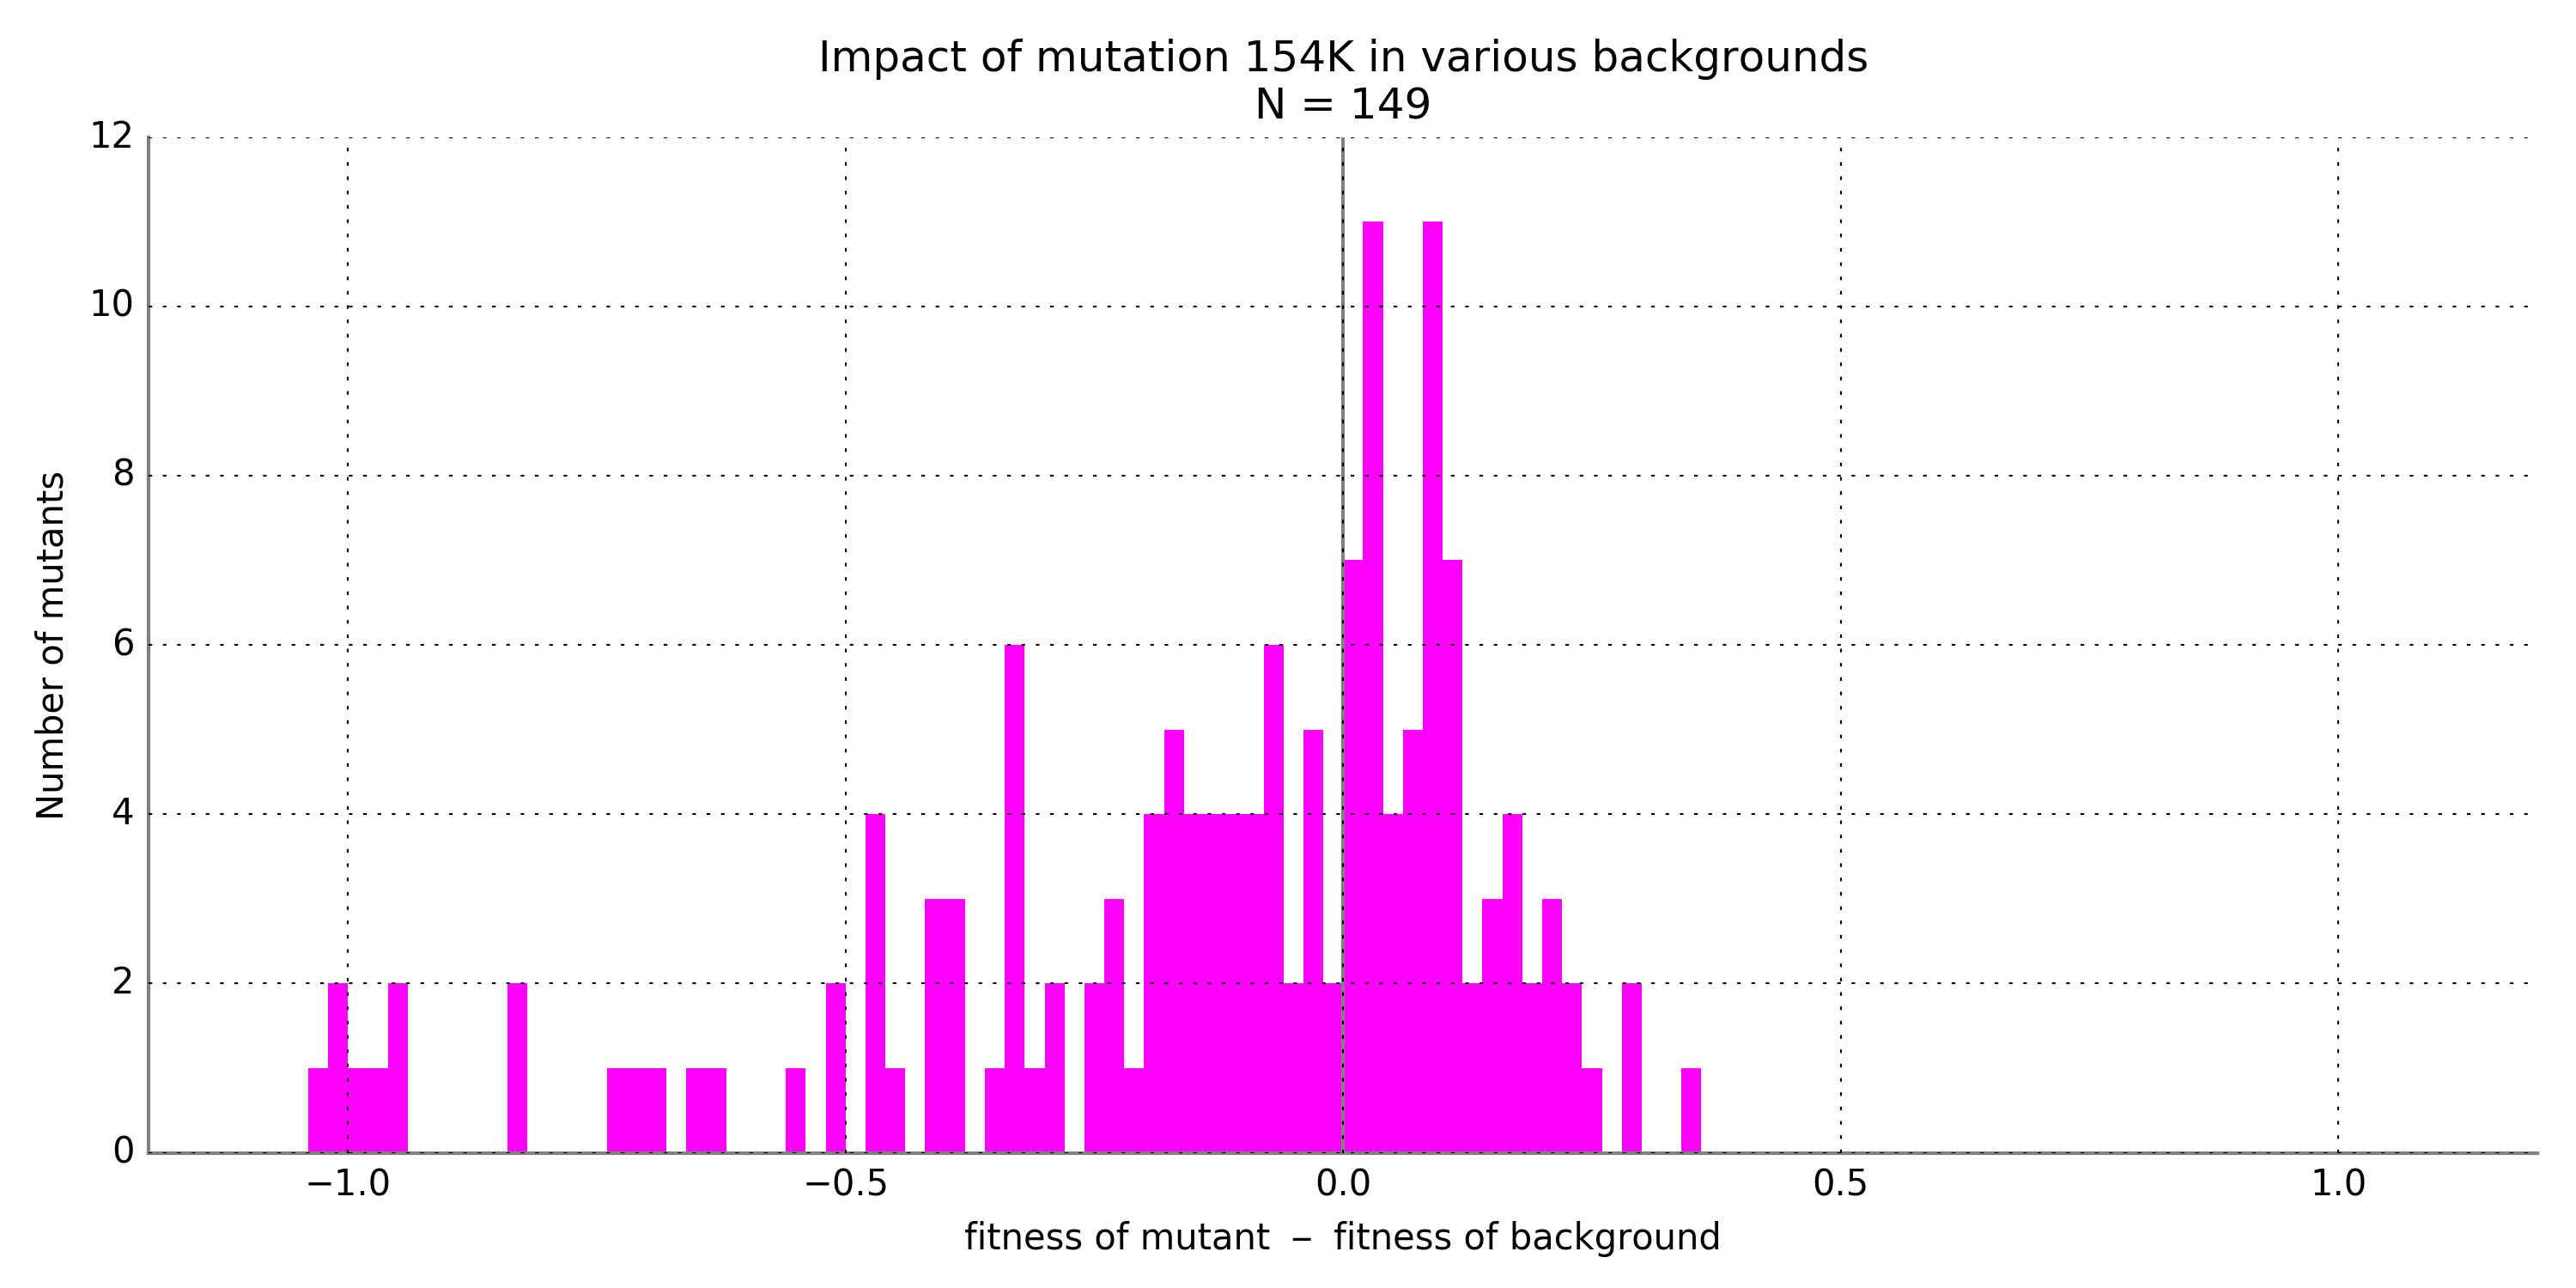 Impact of mutation 154K in various backgrounds
N = 149
12
10
8
6
4
2
0
Number of mutants
−1.0 −0.5 0.0 0.5 1.0
fitness of mutant – fitness of background